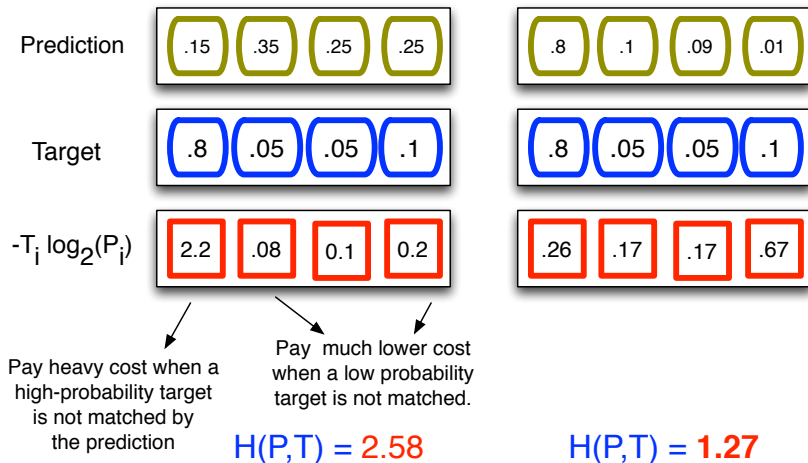 Prediction .15 .35 .25 .25 .8 .1 .09 .01
Target .8 .05 .05 .1 .8 .05 .05 .1
-Ti log2(Pi) 2.2 .08 0.1 0.2 .26 .17 .17 .67
Pay heavy cost when a
high-probability target
is not matched by
the prediction
Pay much lower cost
when a low probability
target is not matched.
H(P,T) = 2.58 H(P,T) = 1.27